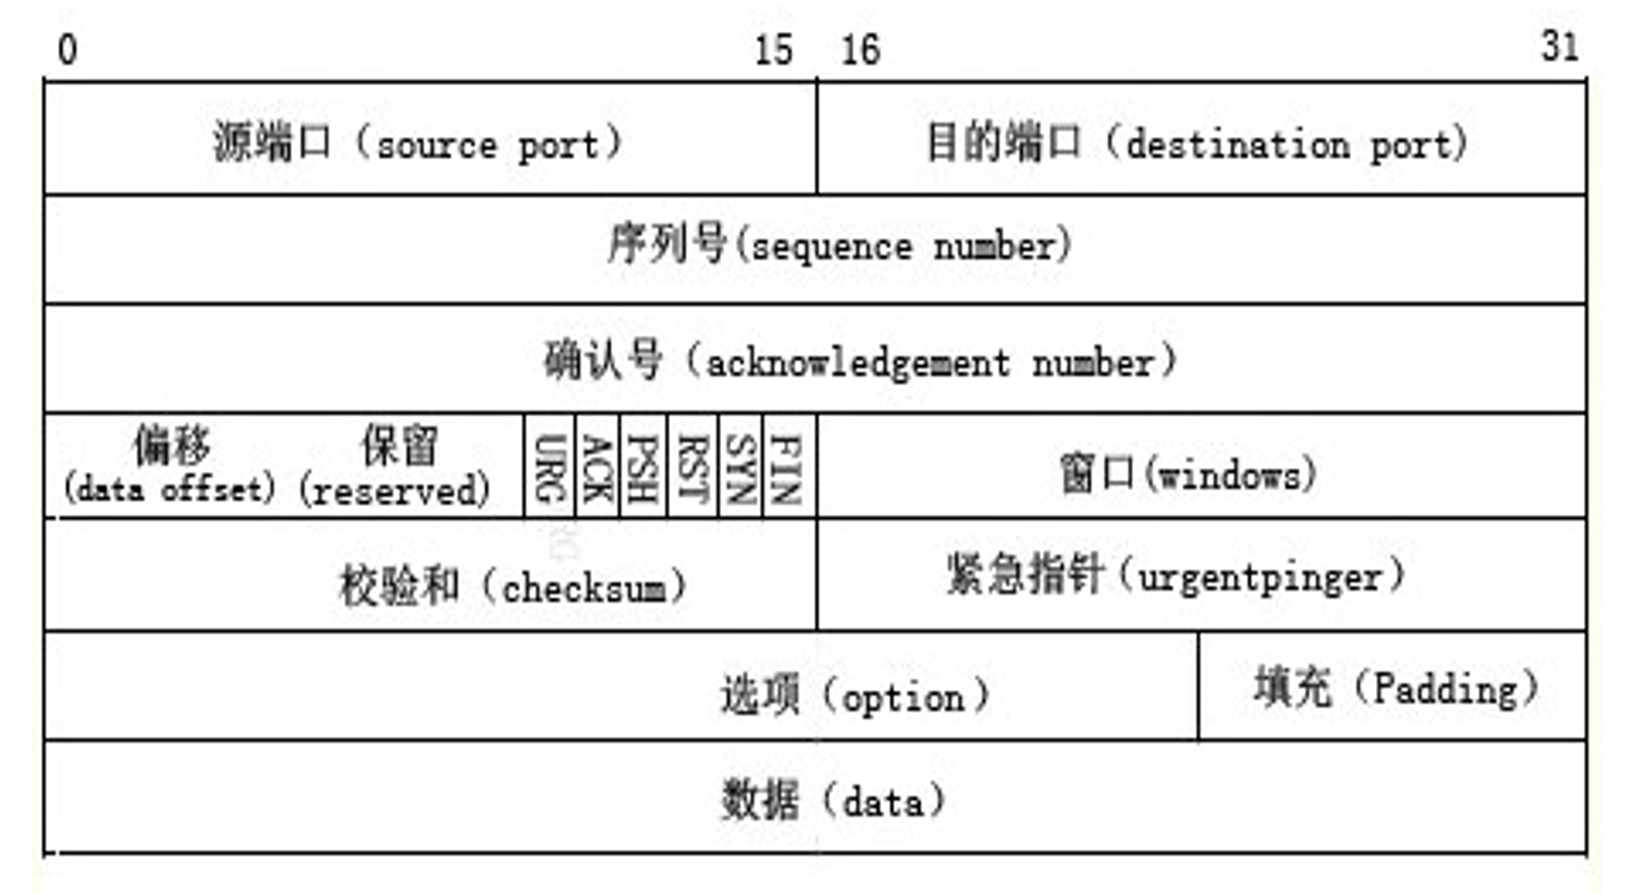 0 15 16 31
源端口（source port） 目的端口（destination port）
序列号(sequence number)
确认号（acknowledgement number）
偏移 保留 URG ACK PSH RST SYN FIN 窗口(windows)
(data offset) (reserved)
校验和（checksum） 紧急指针（urgentpinger）
选项（option） 填充（Padding）
数据（data）